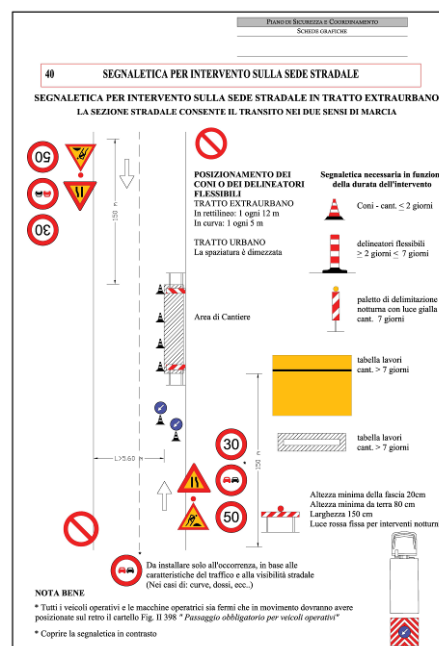 PIANO DI SICUREZZA E COORDINAMENTO
SCHEDE GRAFICHE
40 SEGNALETICA PER INTERVENTO SULLA SEDE STRADALE
SEGNALETICA PER INTERVENTO SULLA SEDE STRADALE IN TRATTO EXTRAURBANO
LA SEZIONE STRADALE CONSENTE IL TRANSITO NEI DUE SENSI DI MARCIA
50
30
150 m
POSIZIONAMENTO DEI
CONI O DEI DELINEATORI
FLESSIBILI
TRATTO EXTRAURBANO
In rettilineo: 1 ogni 12 m
In curva: 1 ogni 5 m
TRATTO URBANO
La spaziatura è dimezzata
Segnaletica necessaria in funzion
della durata dell'intervento
Coni - cant. < 2 giorni
delineatori flessibili
> 2 giorni < 7 giorni
paletto di delimitazione
notturna con luce gialla
cant. 7 giorni
Area di Cantiere
tabella lavori
cant. > 7 giorni
tabella lavori
cant. > 7 giorni
L>5.60 m
150 m
30
50
Altezza minima della fascia 20cm
Altezza minima da terra 80 cm
Larghezza 150 cm
Luce rossa fissa per interventi notturn
Da installare solo all'occorrenza, in base alle
caratteristiche del traffico e alla visibilità stradale
(Nei casi di: curve, dossi, ecc..)
NOTA BENE
* Tutti i veicoli operativi e le macchine operatrici sia fermi che in movimento dovranno avere
posizionate sul retro il cartello Fig. II 398 "Passaggio obbligatorio per veicoli operativi"
* Coprire la segnaletica in contrasto